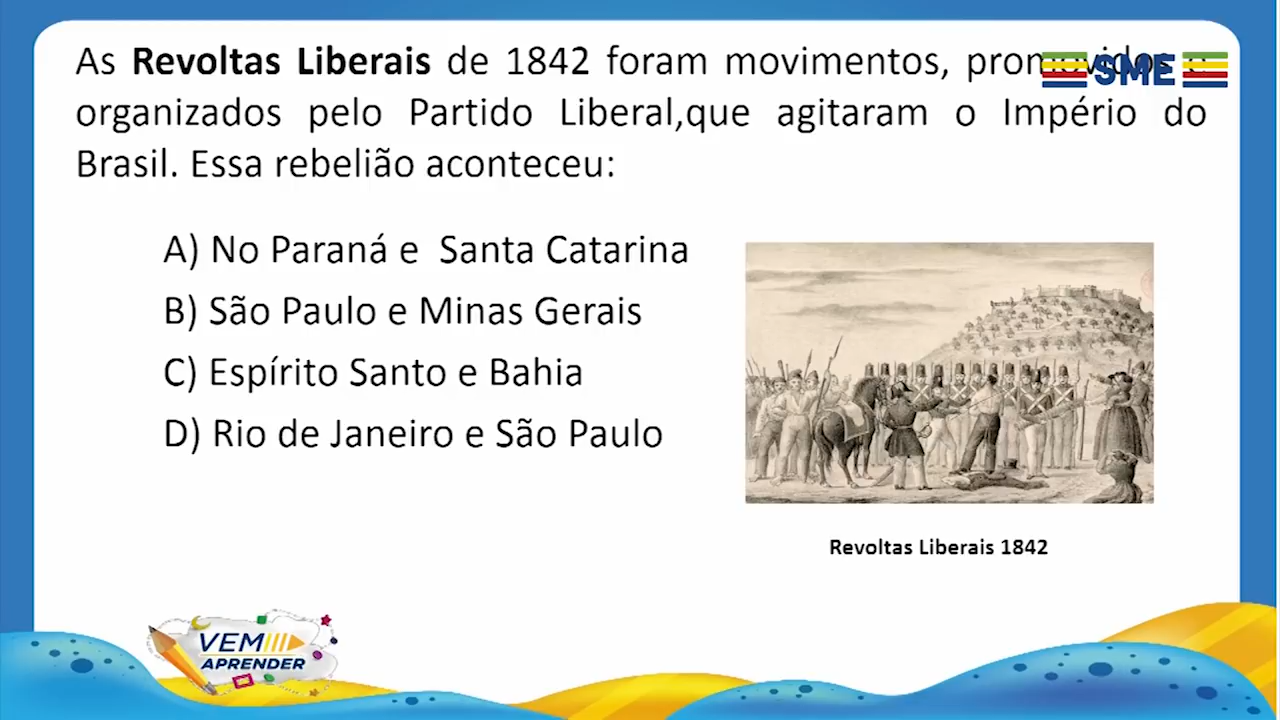 As Revoltas Liberais de 1842 foram movimentos, promovidos e
SME
organizados pelo Partido Liberal,que agitaram o Império do
Brasil. Essa rebelião aconteceu:
A) No Paraná e Santa Catarina
B) São Paulo e Minas Gerais
C) Espírito Santo e Bahia
D) Rio de Janeiro e São Paulo
Revoltas Liberais 1842
VEM
APRENDER